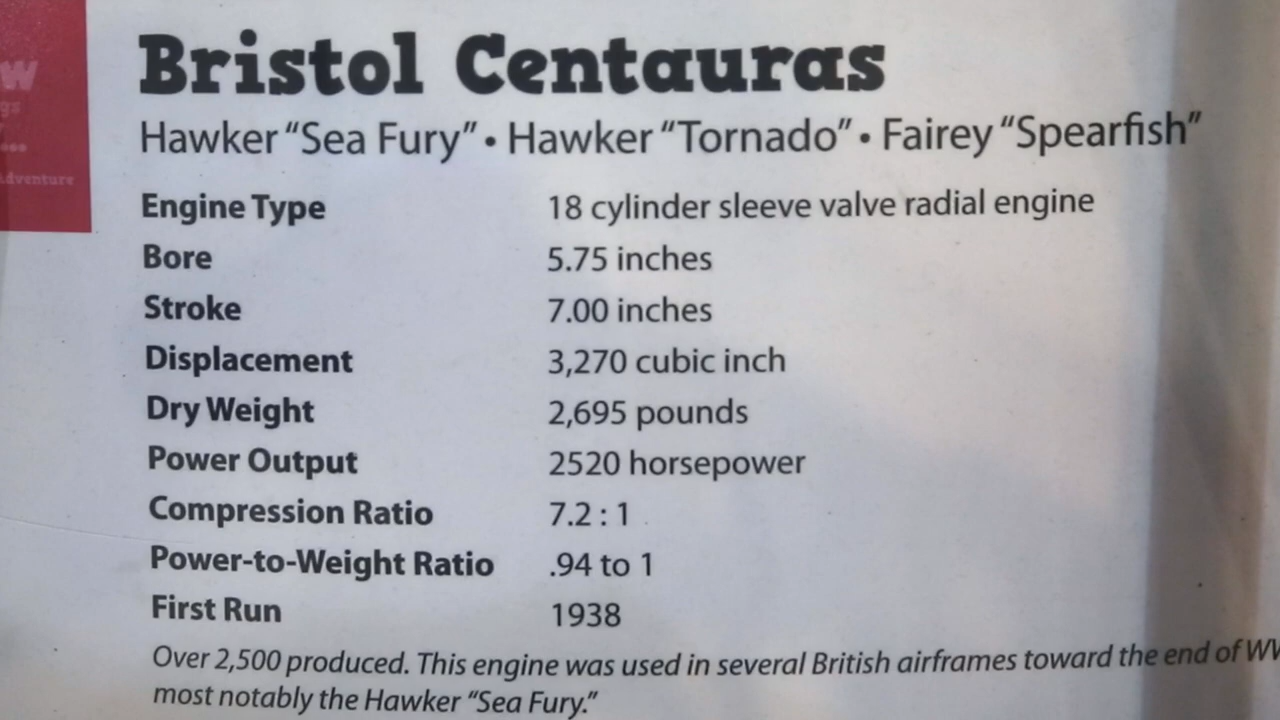 W
gs
Adventure
Bristol Centauras
Hawker “Sea Fury” • Hawker “Tornado” • Fairey “Spearfish”
Engine Type 18 cylinder sleeve valve radial engine
Bore 5.75 inches
Stroke 7.00 inches
Displacement 3,270 cubic inch
Dry Weight 2,695 pounds
Power Output 2520 horsepower
Compression Ratio 7.2 : 1
Power-to-Weight Ratio .94 to 1
First Run 1938
Over 2,500 produced. This engine was used in several British airframes toward the end of WW
most notably the Hawker “Sea Fury.”